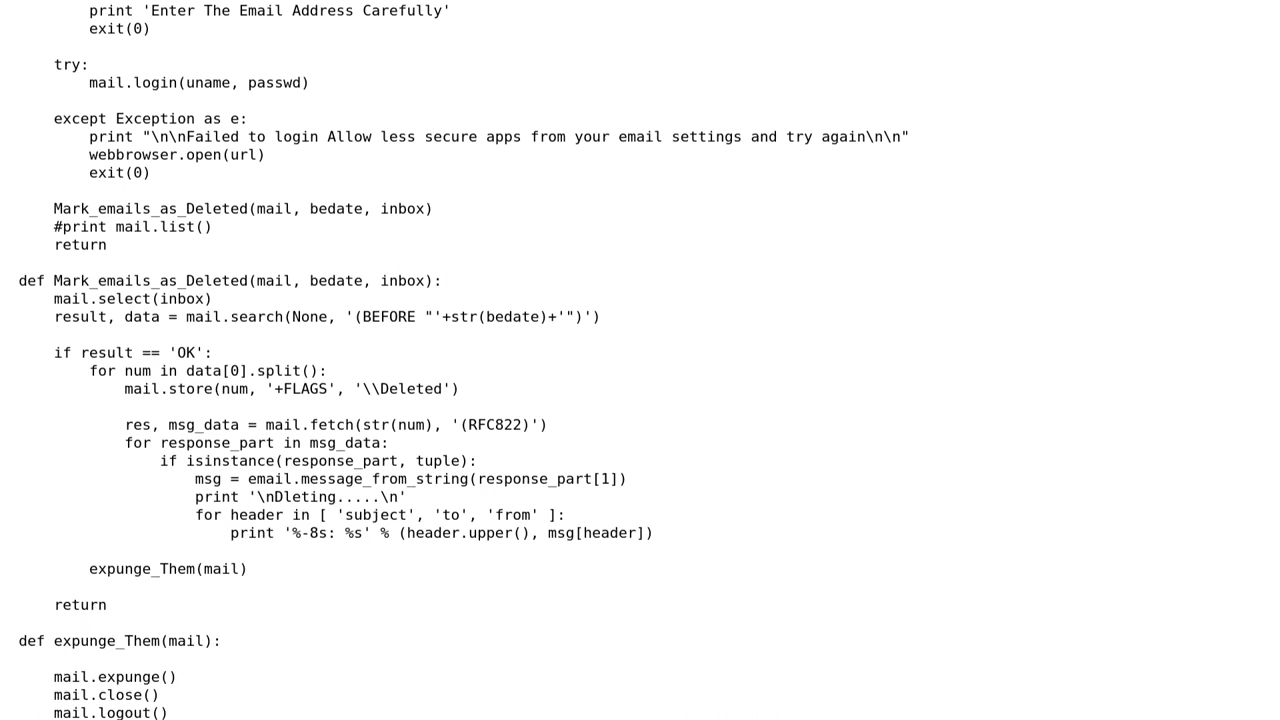 print 'Enter The Email Address Carefully'
exit(0)
try:
mail.login(uname, passwd)
except Exception as e:
print "\n\nFailed to login Allow less secure apps from your email settings and try again\n\n"
webbrowser.open(url)
exit(0)
Mark_emails_as_Deleted(mail, bedate, inbox)
#print mail.list()
return
def Mark_emails_as_Deleted(mail, bedate, inbox):
mail.select(inbox)
result, data = mail.search(None, '(BEFORE "'+str(bedate)+'")')
if result == 'OK':
for num in data[0].split():
mail.store(num, '+FLAGS', '\\Deleted')
res, msg_data = mail.fetch(str(num), '(RFC822)')
for response_part in msg_data:
if isinstance(response_part, tuple):
msg = email.message_from_string(response_part[1])
print '\nDleting.....\n'
for header in [ 'subject', 'to', 'from' ]:
print '%-8s: %s' % (header.upper(), msg[header])
expunge_Them(mail)
return
def expunge_Them(mail):
mail.expunge()
mail.close()
mail.logout()